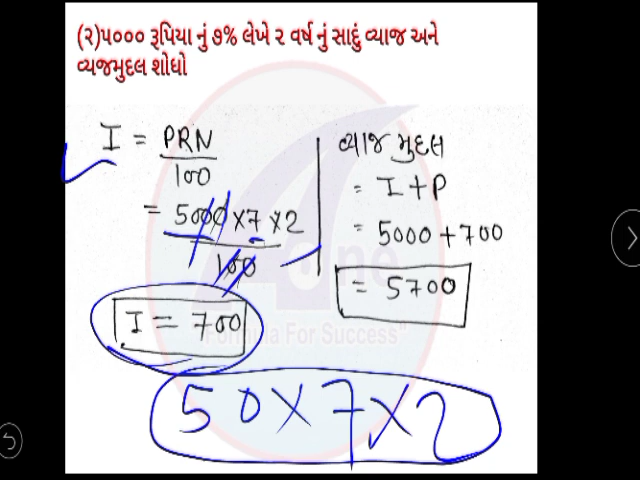 (૨)૫૦૦૦ રૂપિયા નું ૭% લેખે ૨ વર્ષ નું સાદું વ્યાજ અને
વ્યજમુદલ શોધો
I = PRN
100
= 5000 × 7 × 2
100
I = 700
વ્યાજ મુદલ
= I + P
= 5000 + 700
= 5700
one
"Formula For Success"
50 × 7 × 2